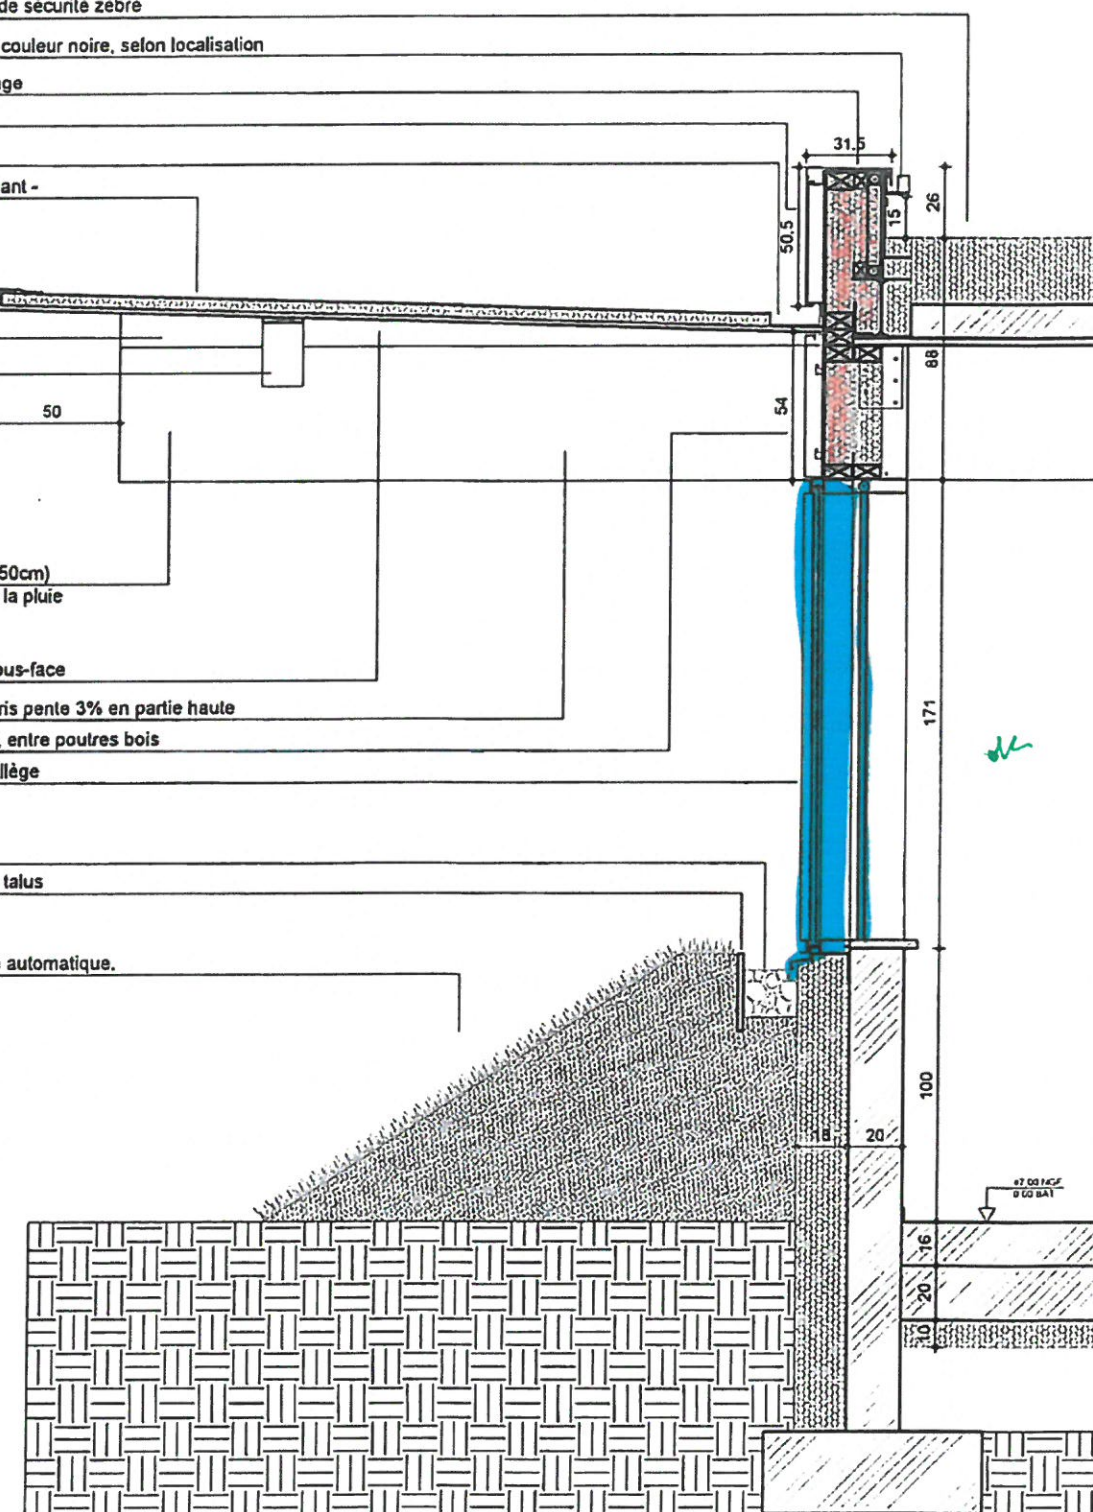 de sécurité zébré
couleur noire, selon localisation
ge
31.5
ant -
26
15
50.5
88
54
50
50cm)
la pluie
ous-face
171
ris pente 3% en partie haute
, entre poutres bois
llège
talus
automatique.
100
20
16
20
10